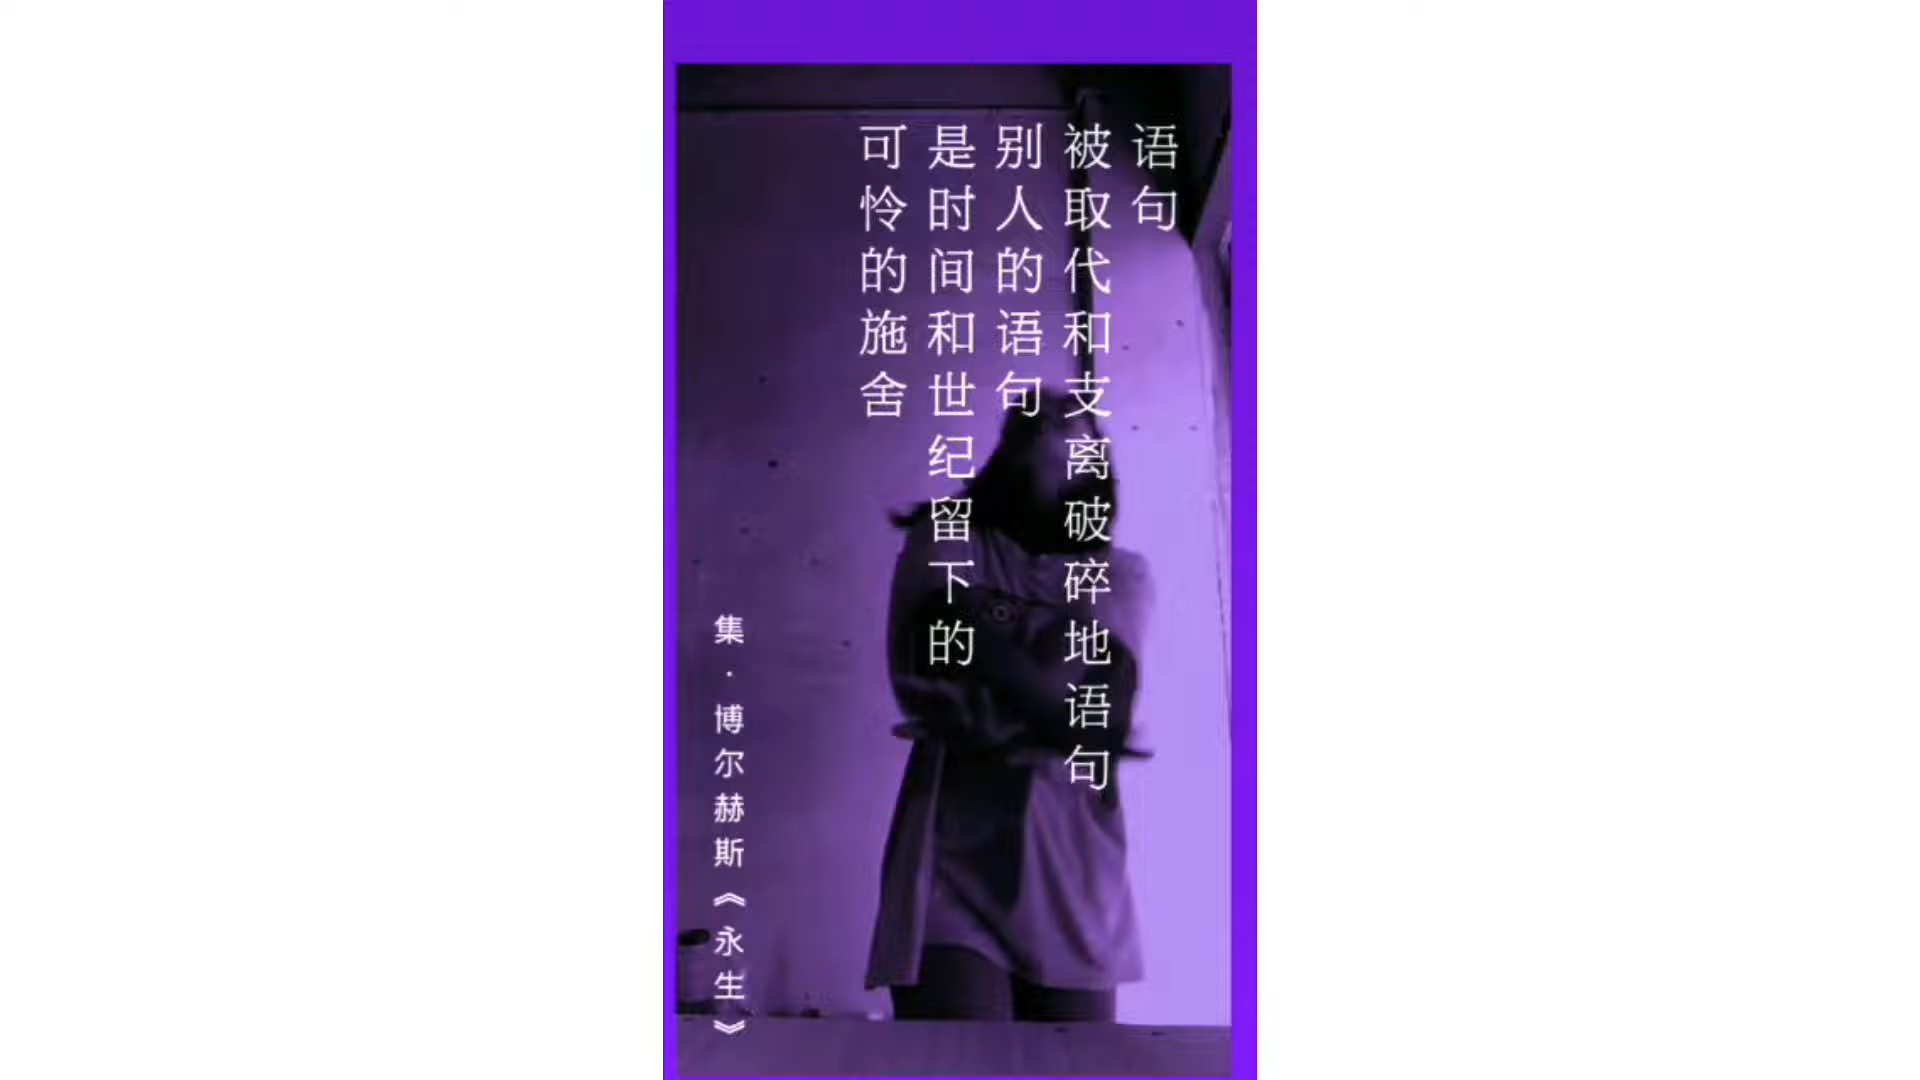 语句
被取代和支离破碎地语句
别人的语句
是时间和世纪留下的
可怜的施舍
集·博尔赫斯《永生》